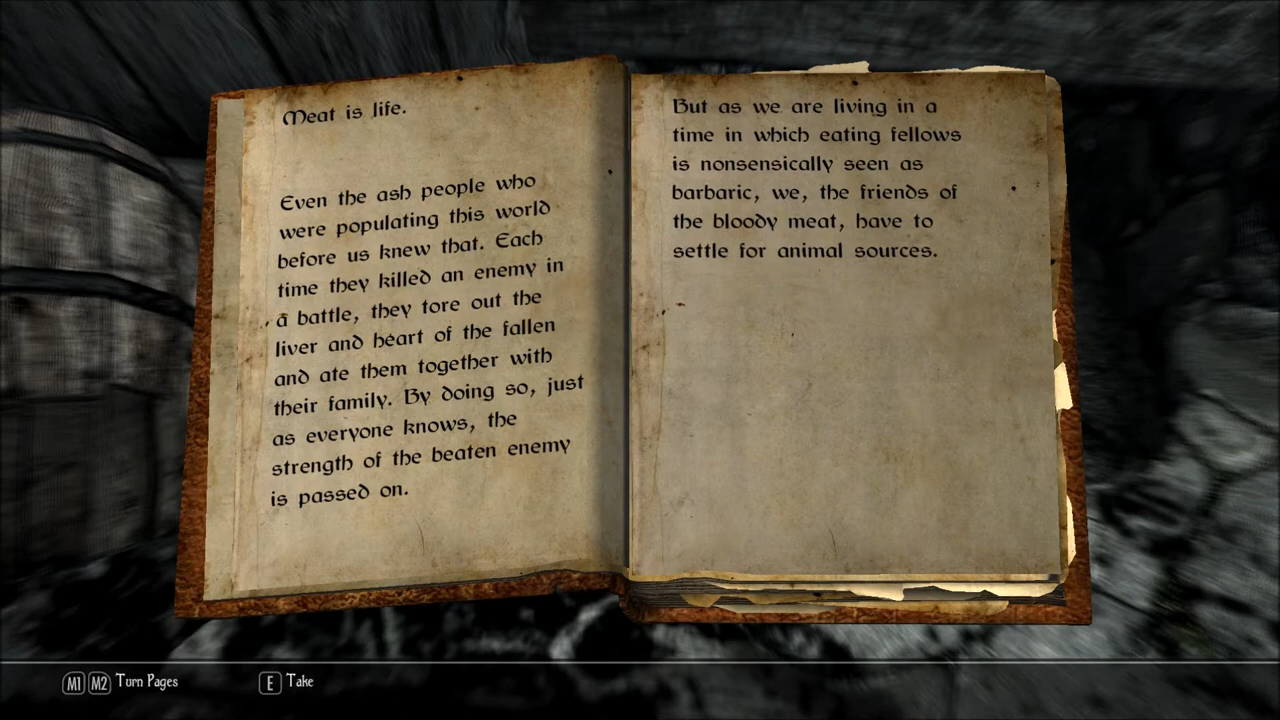 Meat is life.
Even the ash people who
were populating this world
before us knew that. Each
time they killed an enemy in
a battle, they tore out the
liver and heart of the fallen
and ate them together with
their family. By doing so, just
as everyone knows, the
strength of the beaten enemy
is passed on.
But as we are living in a
time in which eating fellows
is nonsensically seen as
barbaric, we, the friends of
the bloody meat, have to
settle for animal sources.
M1 M2 Turn Pages
E Take